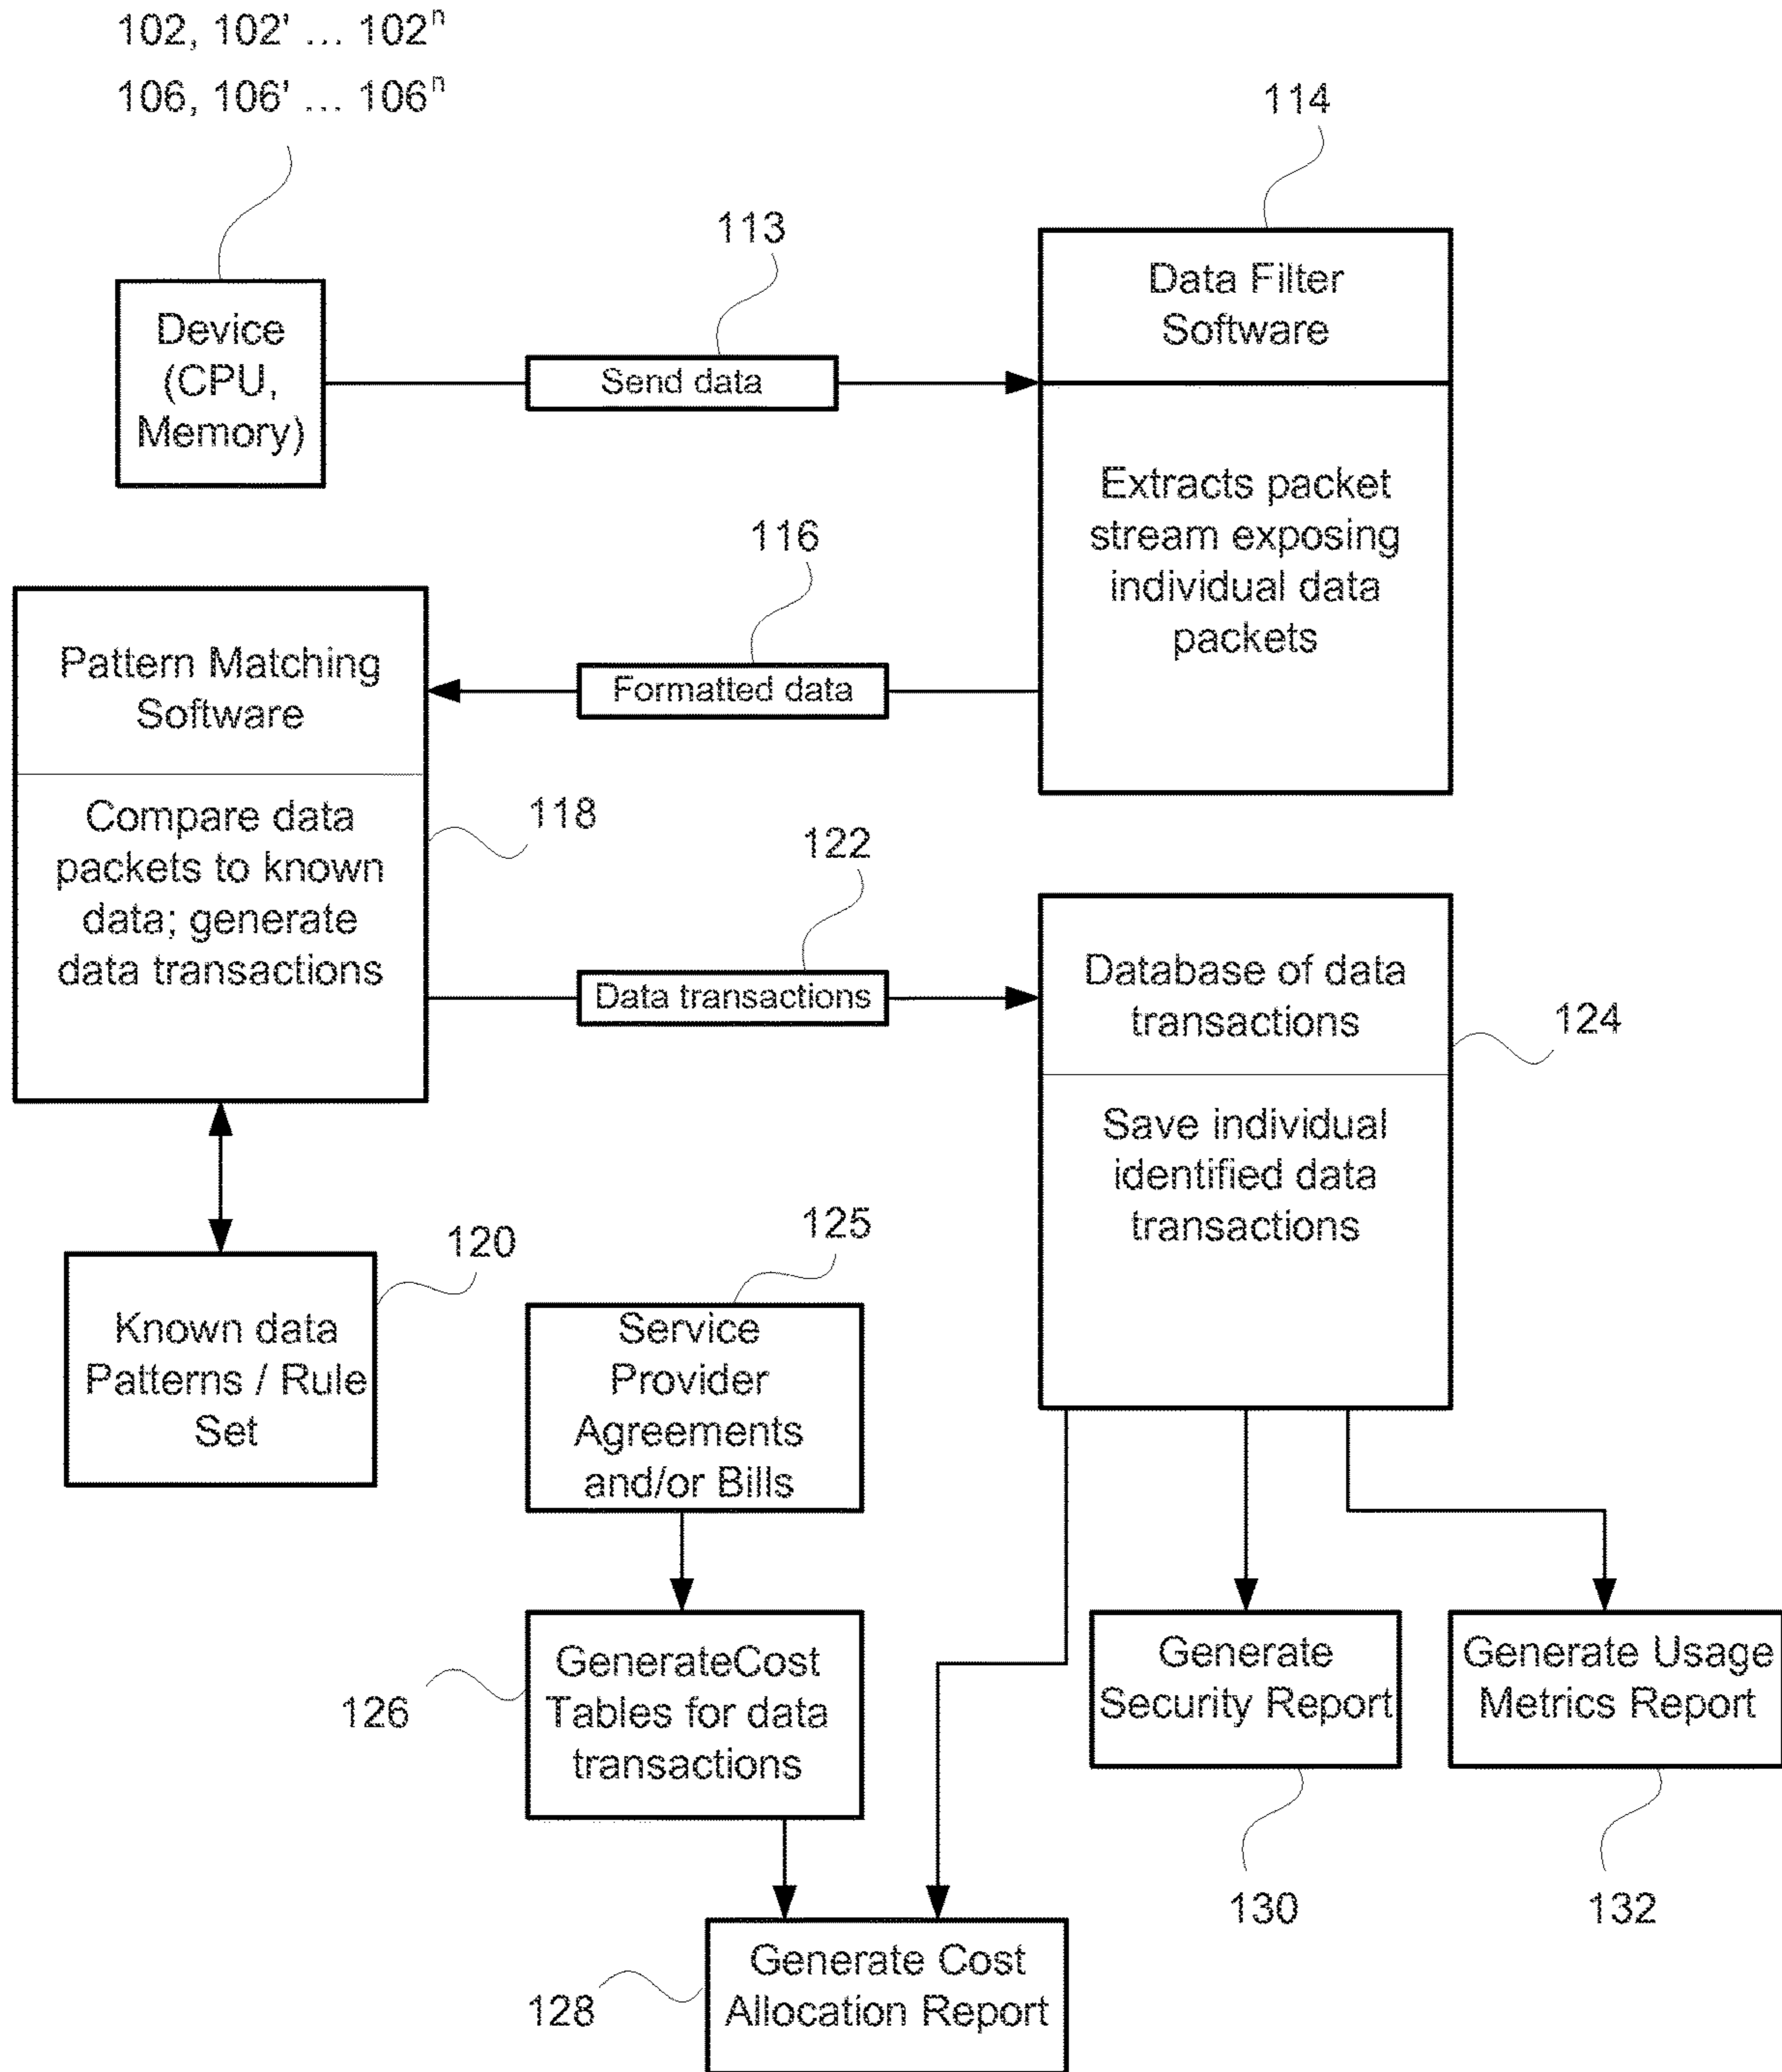 102, 102' ... 102ⁿ
106, 106' ... 106ⁿ
114
113
Device
(CPU,
Memory)
Send data
Data Filter
Software
Extracts packet
stream exposing
individual data
packets
116
Formatted data
Pattern Matching
Software
Compare data
packets to known
data; generate
data transactions
118
122
Data transactions
Database of data
transactions
124
Save individual
identified data
transactions
120
Known data
Patterns / Rule
Set
125
Service
Provider
Agreements
and/or Bills
126
GenerateCost
Tables for data
transactions
Generate
Security Report
Generate Usage
Metrics Report
130
132
128
Generate Cost
Allocation Report